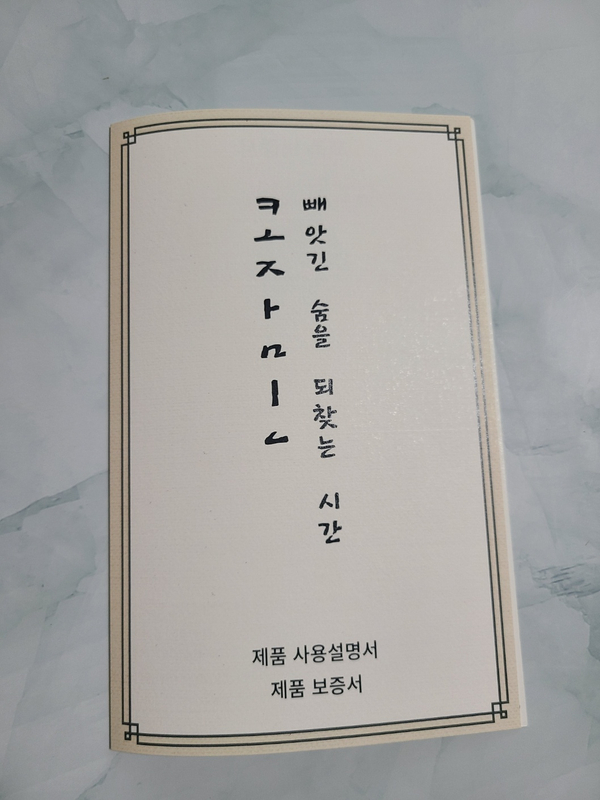 빼앗긴 숨을 되찾는 시간
ㅋㅗㅈㅏㅁㅣㄴ
제품 사용설명서
제품 보증서